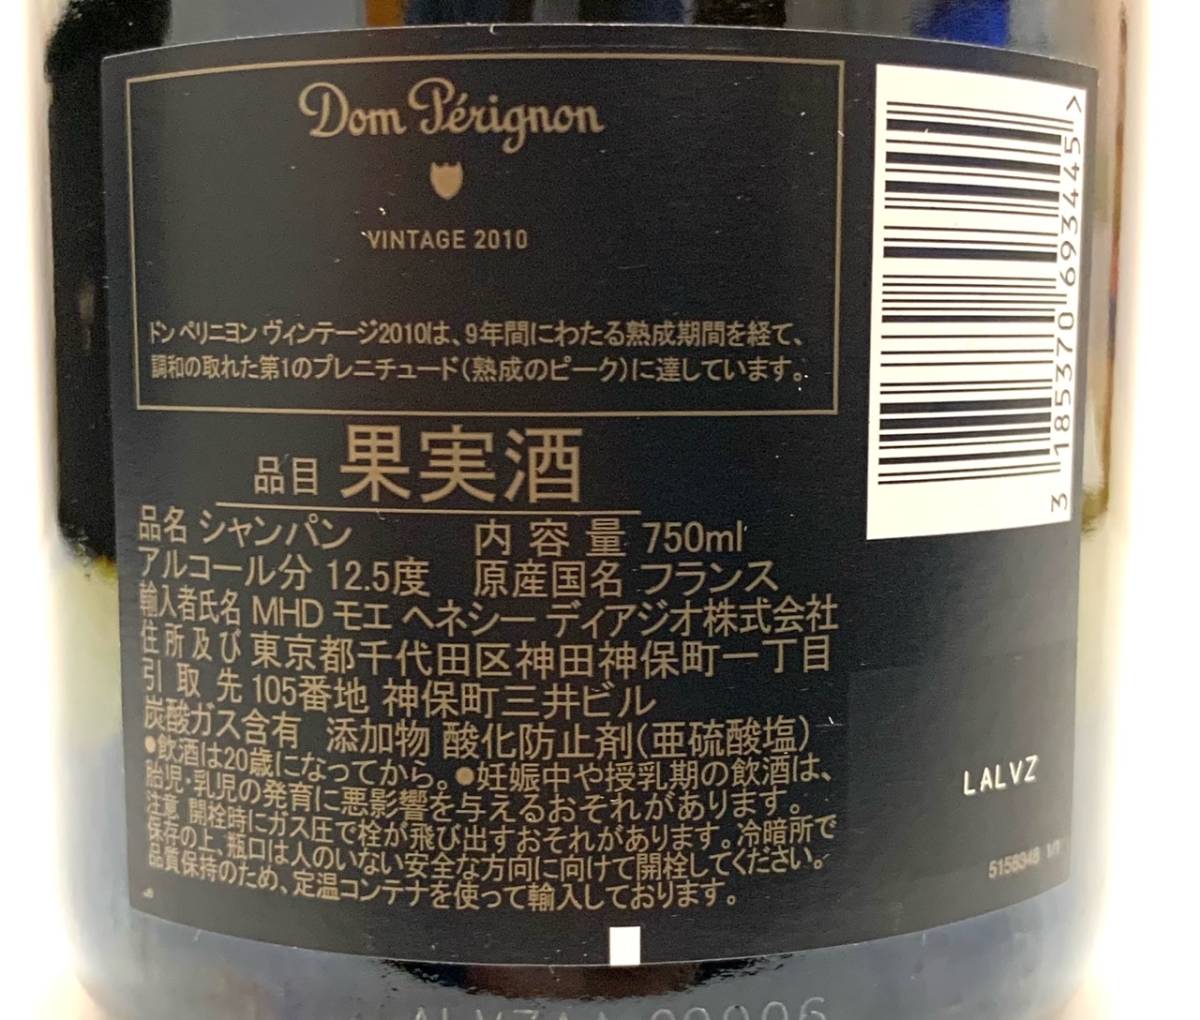 Dom Pérignon
VINTAGE 2010
ドン ペリニヨン ヴィンテージ2010は、9年間にわたる熟成期間を経て、
調和の取れた第1のプレニチュード(熟成のピーク)に達しています。
品目 果実酒
品名 シャンパン 内容量 750ml
アルコール分 12.5度 原産国名 フランス
輸入者氏名 MHD モエ ヘネシー ディアジオ株式会社
住所及び 東京都千代田区神田神保町一丁目
引取先 105番地 神保町三井ビル
炭酸ガス含有 添加物 酸化防止剤(亜硫酸塩)
●飲酒は20歳になってから。●妊娠中や授乳期の飲酒は、
胎児・乳児の発育に悪影響を与えるおそれがあります。
注意 開栓時にガス圧で栓が飛び出すおそれがあります。冷暗所で
保存の上、瓶口は人のいない安全な方向に向けて開栓してください。
品質保持のため、定温コンテナを使って輸入しております。
3 185370 693445 >
LALVZ
5158348 1/1